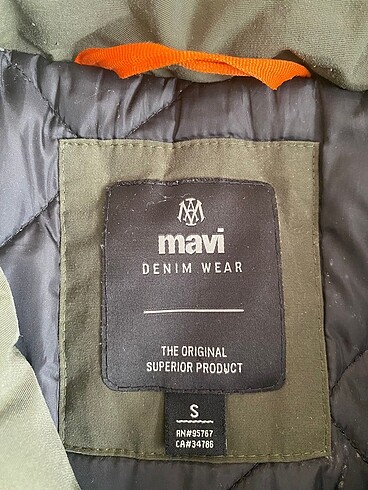 mavi
DENIM WEAR
THE ORIGINAL
SUPERIOR PRODUCT
S
RN#95767
CA#34786